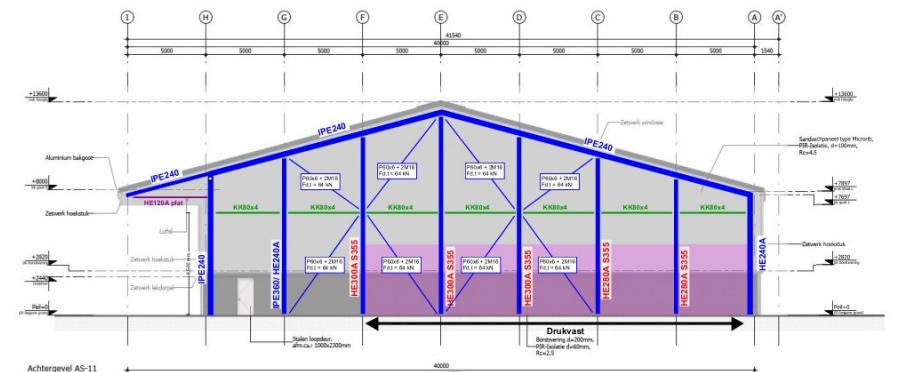 I H G F E D C B A A'
41540
40000
5000 5000 5000 5000 5000 5000 5000 5000 1540
+13600
+13600
IPE240
IPE240
Zetwerk windveer
Sandwichpaneel type Microrib,
PIR-Isolatie, d=100mm,
Rc=4.5
Aluminium bakgoot
IPE240
P60x6 + 2M16
Fd,t = 64 kN
P60x6 + 2M16
Fd,t = 64 kN
P60x6 + 2M16
Fd,t = 64 kN
P60x6 + 2M16
Fd,t = 64 kN
+8000
+7897
+7697
HE120A plat
Zetwerk hoekstuk
KK80x4 KK80x4 KK80x4 KK80x4 KK80x4 KK80x4 KK80x4
Luifel
Zetwerk hoekstuk
IPE240
IPE360/ HE240A
HE300A S355
HE300A S355
HE300A S355
HE280A S355
HE280A S355
HE240A
+2820
+2820
+2440
Zetwerk hoekstuk
Zetwerk lekdorpel
P60x6 + 2M16
Fd,t = 64 kN
P60x6 + 2M16
Fd,t = 64 kN
P60x6 + 2M16
Fd,t = 64 kN
P60x6 + 2M16
Fd,t = 64 kN
Peil=0
Peil=0
Drukvast
Stalen loopdeur,
afm.ca.: 1000x2300mm
Borstwering d=200mm,
PIR-Isolatie d=60mm,
Rc=2.5
Achtergevel AS-11
40000